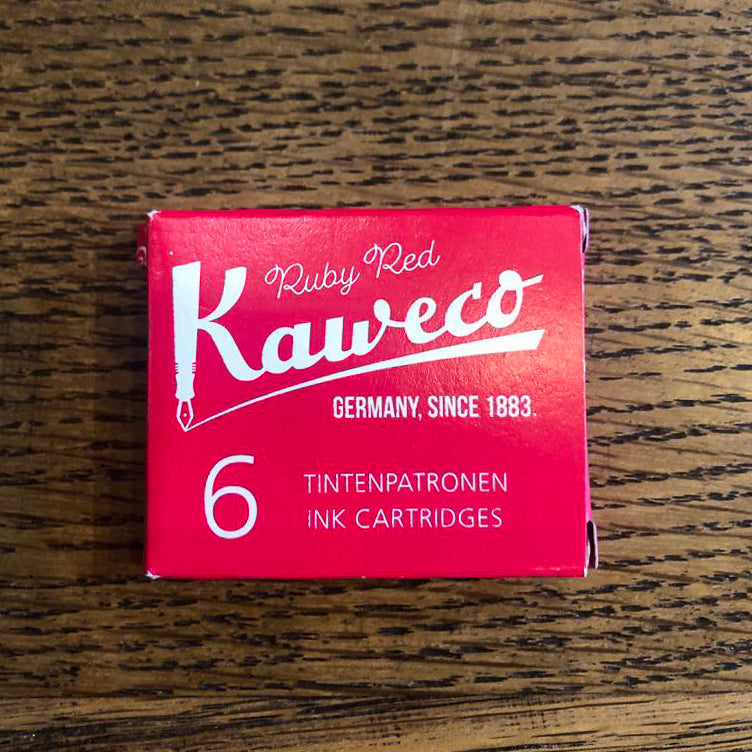 Ruby Red
Kaweco
GERMANY, SINCE 1883.
6
TINTENPATRONEN
INK CARTRIDGES